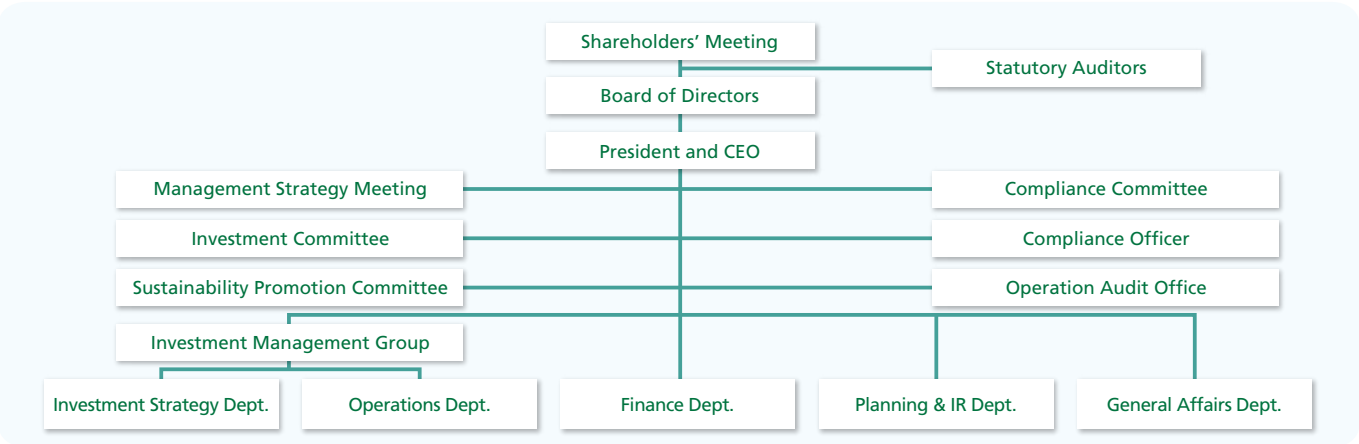 Shareholders’ Meeting
Statutory Auditors
Board of Directors
President and CEO
Management Strategy Meeting
Compliance Committee
Investment Committee
Compliance Officer
Sustainability Promotion Committee
Operation Audit Office
Investment Management Group
Investment Strategy Dept.
Operations Dept.
Finance Dept.
Planning & IR Dept.
General Affairs Dept.